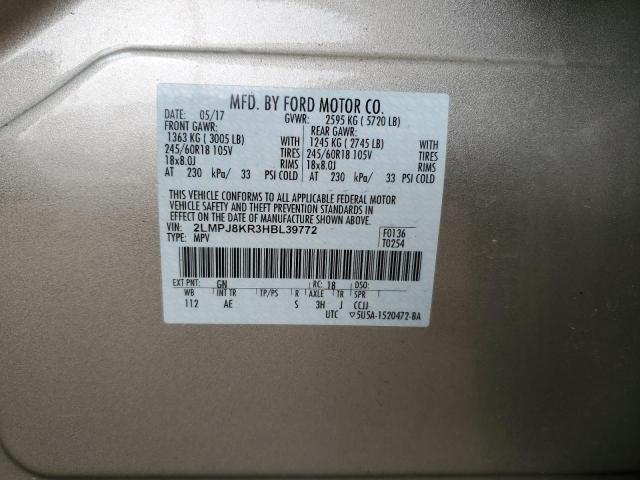 MFD. BY FORD MOTOR CO.
DATE: 05/17 GVWR: 2595 KG ( 5720 LB)
FRONT GAWR: REAR GAWR:
1363 KG ( 3005 LB) WITH 1245 KG ( 2745 LB) WITH
245/60R18 105V TIRES 245/60R18 105V TIRES
18x8.0J RIMS 18x8.0J RIMS
AT 230 kPa/ 33 PSI COLD AT 230 kPa/ 33 PSI COLD
THIS VEHICLE CONFORMS TO ALL APPLICABLE FEDERAL MOTOR
VEHICLE SAFETY AND THEFT PREVENTION STANDARDS IN
EFFECT ON THE DATE OF MANUFACTURE SHOWN ABOVE.
VIN: 2LMPJ8KR3HBL39772 F0136
TYPE: MPV T0254
EXT PNT: GN RC: 18 DSO:
WB INT TR TP/PS R AXLE TR SPR
112 AE S 3H J CCJJ
UTC ▽5U5A-1520472-BA